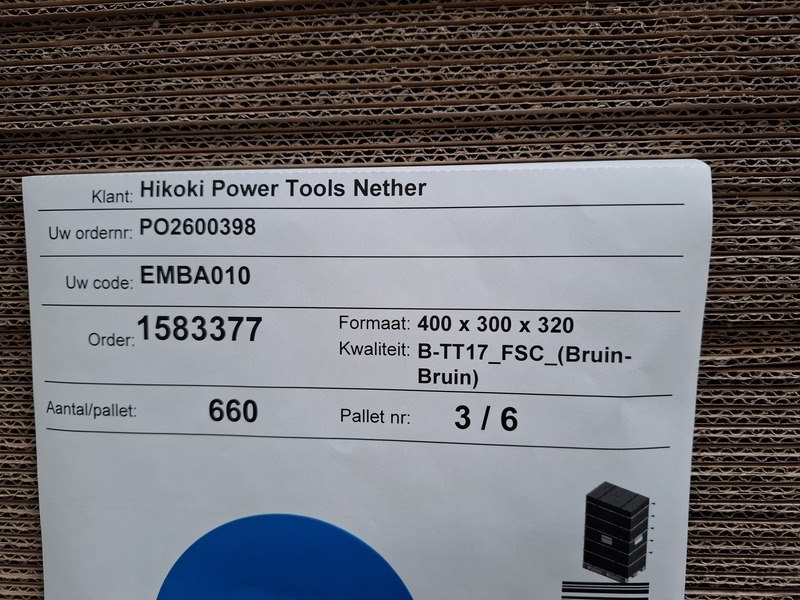 Klant: Hikoki Power Tools Nether
Uw ordernr: PO2600398
Uw code: EMBA010
Order: 1583377
Formaat: 400 x 300 x 320
Kwaliteit: B-TT17_FSC_(Bruin-
Bruin)
Aantal/pallet: 660
Pallet nr: 3 / 6